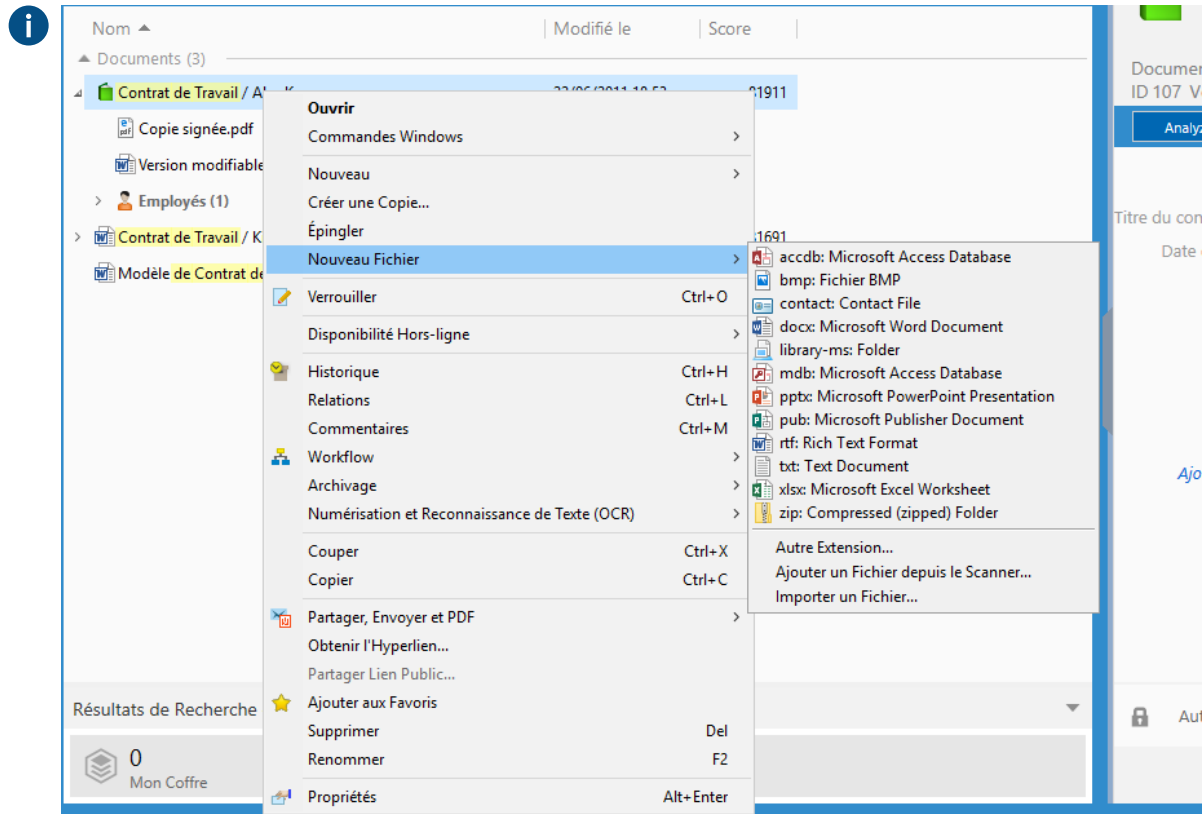 Nom
Modifié le
Score
Documents (3)
Contrat de Travail /
81911
Copie signée.pdf
Version modifiable
Employés (1)
Contrat de Travail / K
31691
Modèle de Contrat de
Ouvrir
Commandes Windows
Nouveau
Créer une Copie...
Épingler
Nouveau Fichier
Verrouiller Ctrl+O
Disponibilité Hors-ligne
Historique Ctrl+H
Relations Ctrl+L
Commentaires Ctrl+M
Workflow
Archivage
Numérisation et Reconnaissance de Texte (OCR)
Couper Ctrl+X
Copier Ctrl+C
Partager, Envoyer et PDF
Obtenir l'Hyperlien...
Partager Lien Public...
Ajouter aux Favoris
Supprimer Del
Renommer F2
Propriétés Alt+Enter
accdb: Microsoft Access Database
bmp: Fichier BMP
contact: Contact File
docx: Microsoft Word Document
library-ms: Folder
mdb: Microsoft Access Database
pptx: Microsoft PowerPoint Presentation
pub: Microsoft Publisher Document
rtf: Rich Text Format
txt: Text Document
xlsx: Microsoft Excel Worksheet
zip: Compressed (zipped) Folder
Autre Extension...
Ajouter un Fichier depuis le Scanner...
Importer un Fichier...
Résultats de Recherche
0
Mon Coffre
Documen
ID 107 V
Analyz
Titre du con
Date
Ajo
Aut